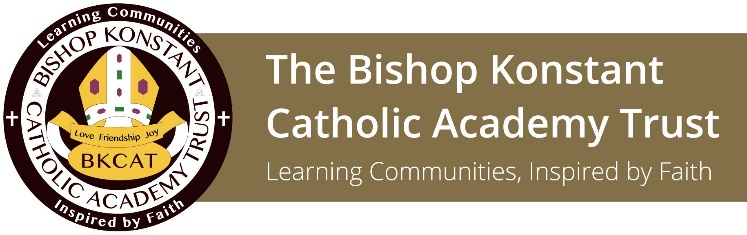 Learning Communities
BISHOP KONSTANT
CATHOLIC ACADEMY TRUST
Love Friendship Joy
BKCAT
Inspired by Faith
The Bishop Konstant
Catholic Academy Trust
Learning Communities, Inspired by Faith